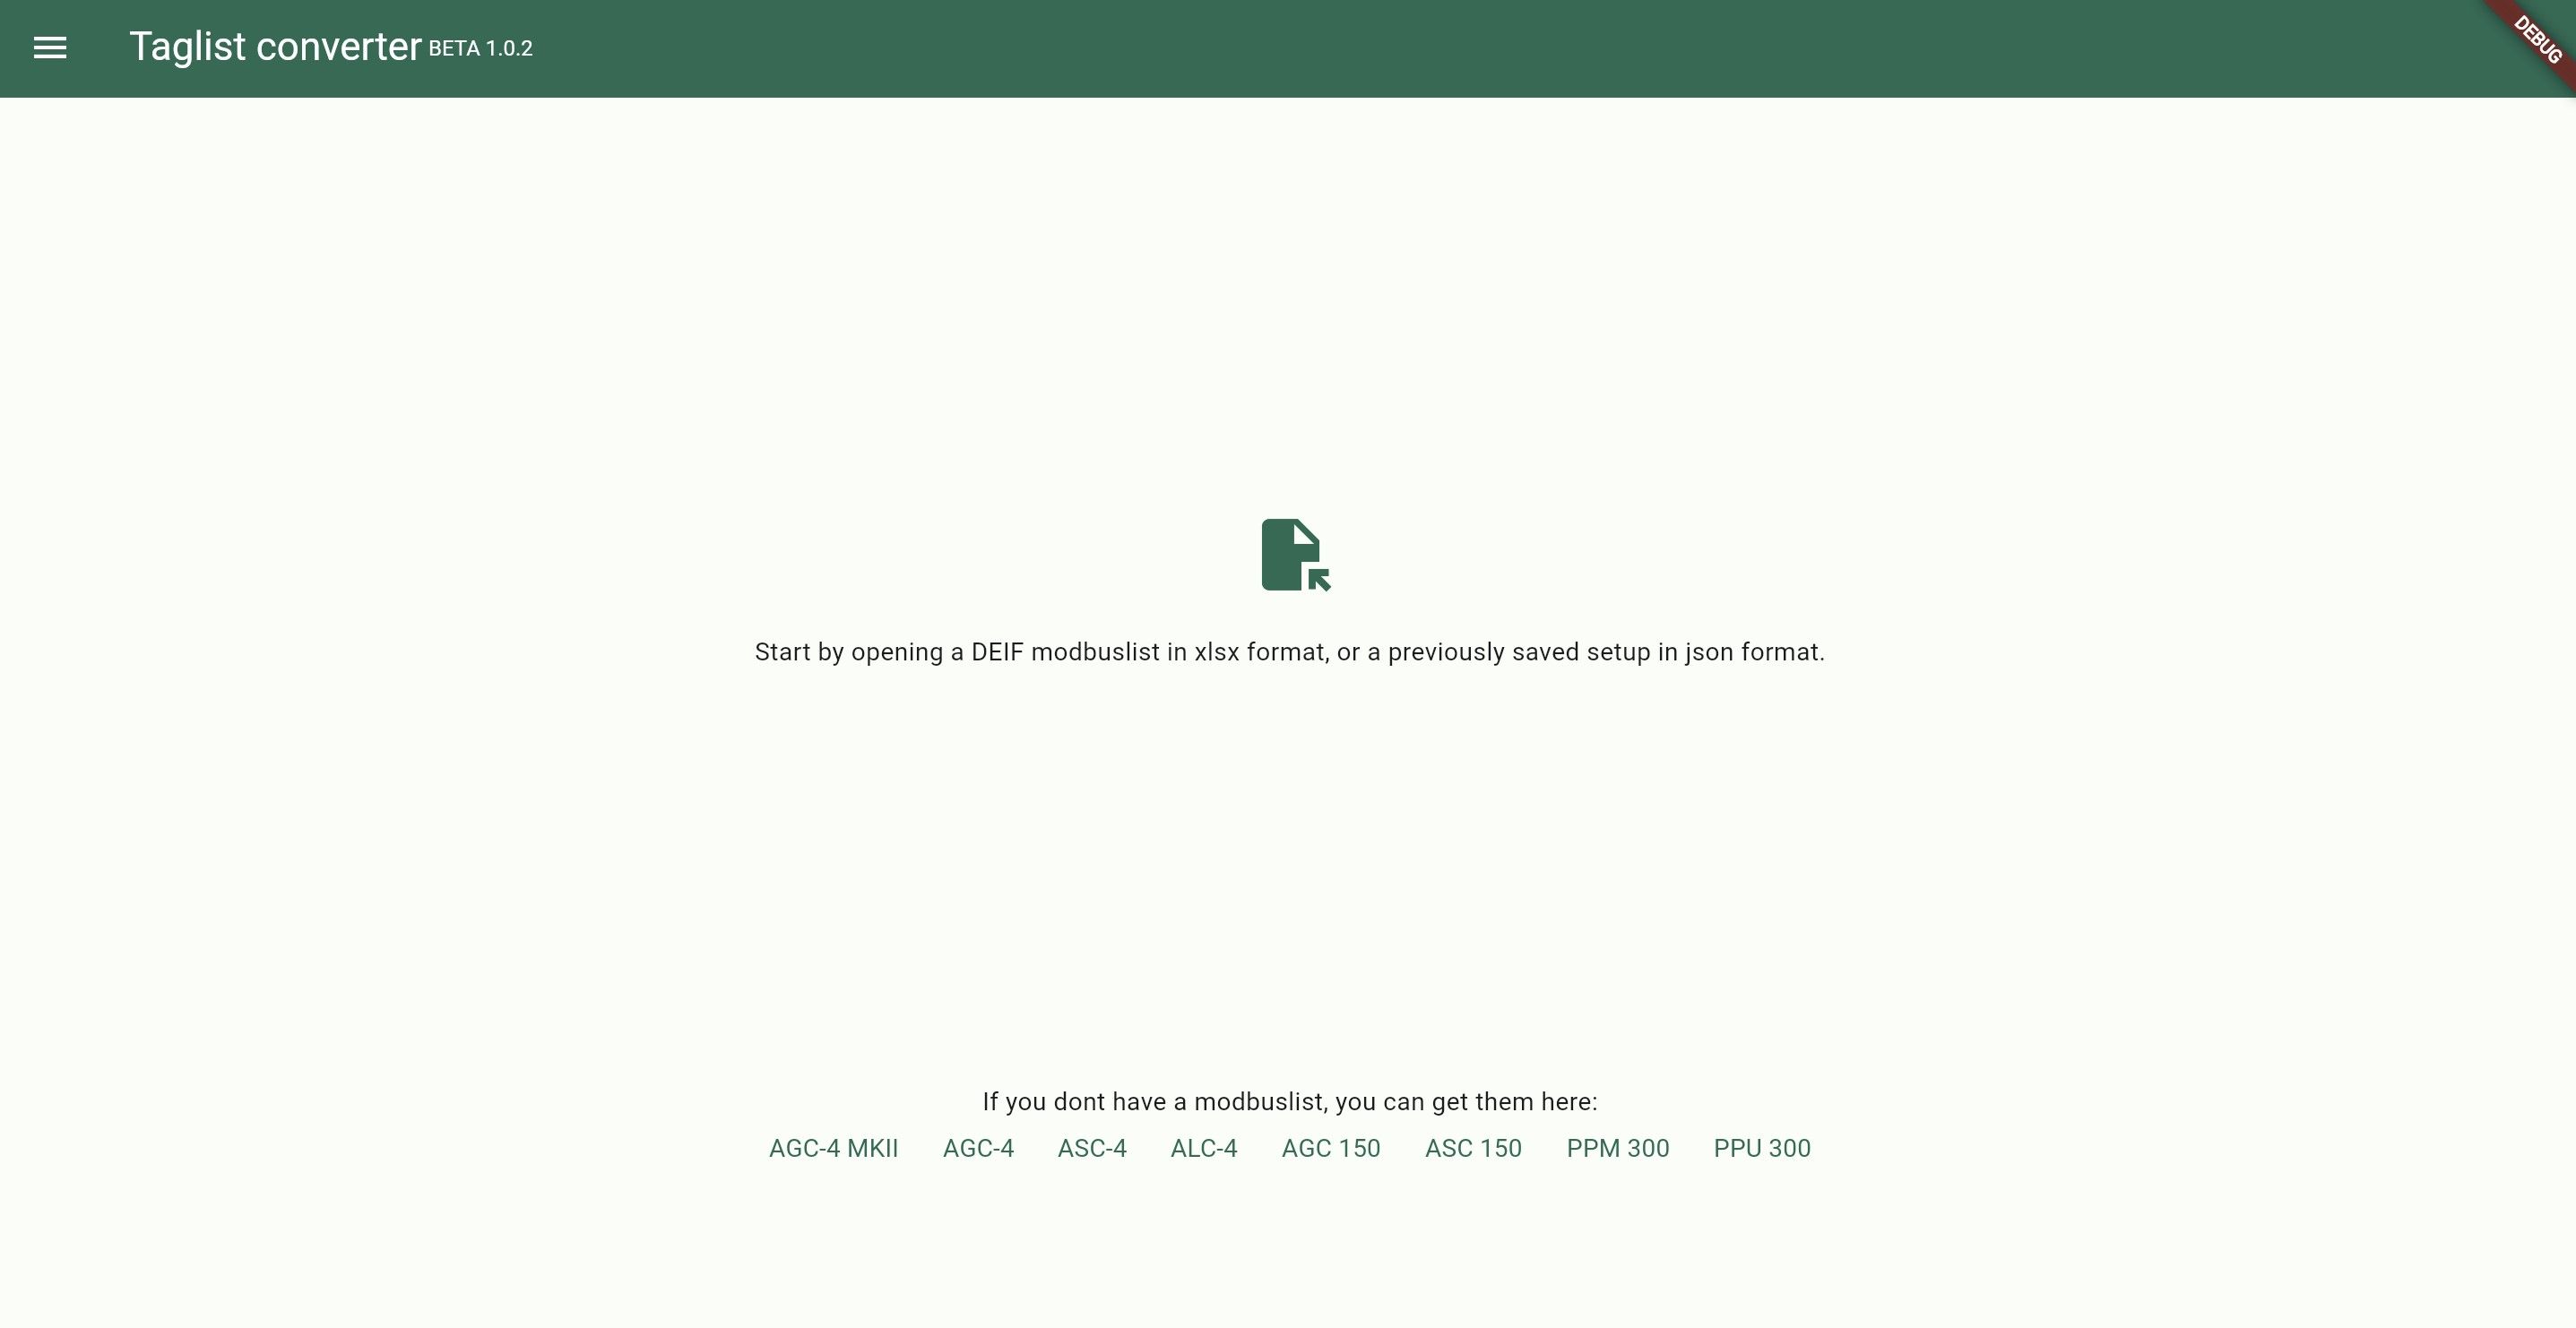 Taglist converter BETA 1.0.2
DEBUG
Start by opening a DEIF modbuslist in xlsx format, or a previously saved setup in json format.
If you dont have a modbuslist, you can get them here:
AGC-4 MKII AGC-4 ASC-4 ALC-4 AGC 150 ASC 150 PPM 300 PPU 300